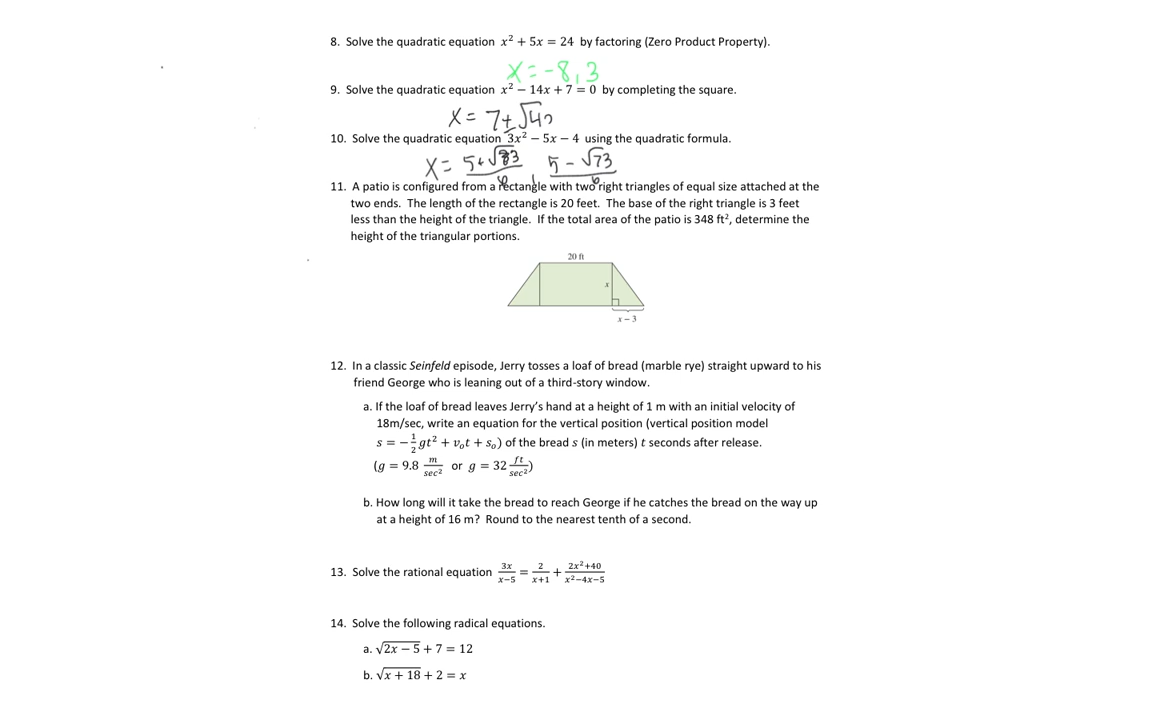 8. Solve the quadratic equation x² + 5x = 24 by factoring (Zero Product Property).
x = -8, 3
9. Solve the quadratic equation x² − 14x + 7 = 0 by completing the square.
x = 7±√42
10. Solve the quadratic equation 3x² − 5x − 4 using the quadratic formula.
x = 5+√73/6, 5-√73/6
11. A patio is configured from a rectangle with two right triangles of equal size attached at the
two ends. The length of the rectangle is 20 feet. The base of the right triangle is 3 feet
less than the height of the triangle. If the total area of the patio is 348 ft², determine the
height of the triangular portions.
20 ft
x
x − 3
12. In a classic Seinfeld episode, Jerry tosses a loaf of bread (marble rye) straight upward to his
friend George who is leaning out of a third-story window.
a. If the loaf of bread leaves Jerry's hand at a height of 1 m with an initial velocity of
18m/sec, write an equation for the vertical position (vertical position model
s = −½gt² + v₀t + s₀) of the bread s (in meters) t seconds after release.
(g = 9.8 m/sec² or g = 32 ft/sec²)
b. How long will it take the bread to reach George if he catches the bread on the way up
at a height of 16 m? Round to the nearest tenth of a second.
13. Solve the rational equation 3x/(x−5) = 2/(x+1) + (2x²+40)/(x²−4x−5)
14. Solve the following radical equations.
a. √(2x − 5) + 7 = 12
b. √(x + 18) + 2 = x